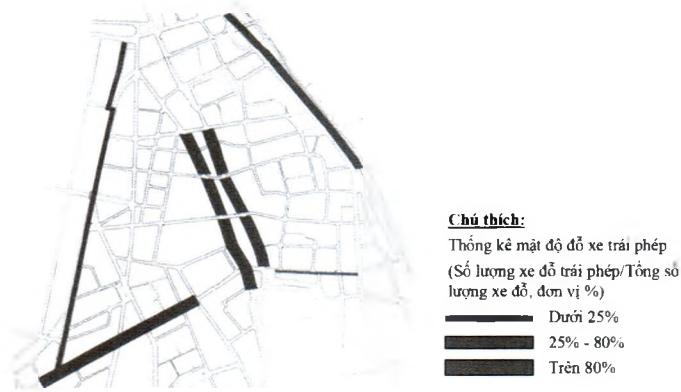 Chú thích:
Thống kê mật độ đỗ xe trái phép
(Số lượng xe đỗ trái phép/Tổng số
lượng xe đỗ, đơn vị %)
Dưới 25%
25% - 80%
Trên 80%